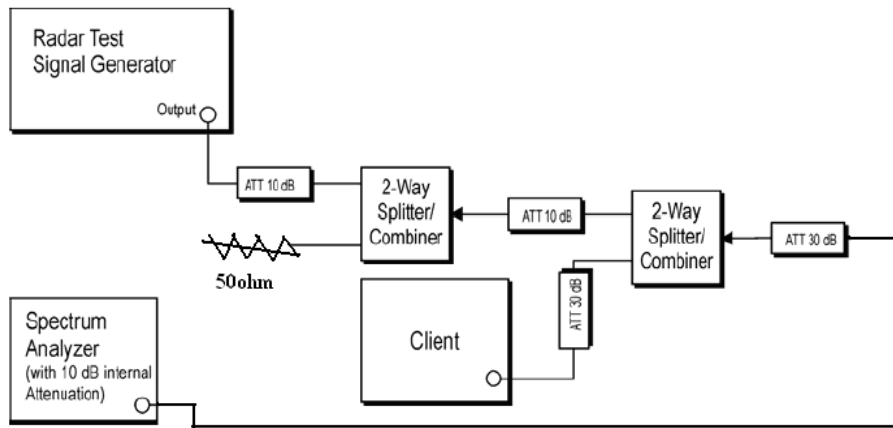 Radar Test
Signal Generator
Output
ATT 10 dB
2-Way
Splitter/
Combiner
ATT 10 dB
2-Way
Splitter/
Combiner
ATT 30 dB
50ohm
ATT 30 dB
Client
Spectrum
Analyzer
(with 10 dB internal
Attenuation)